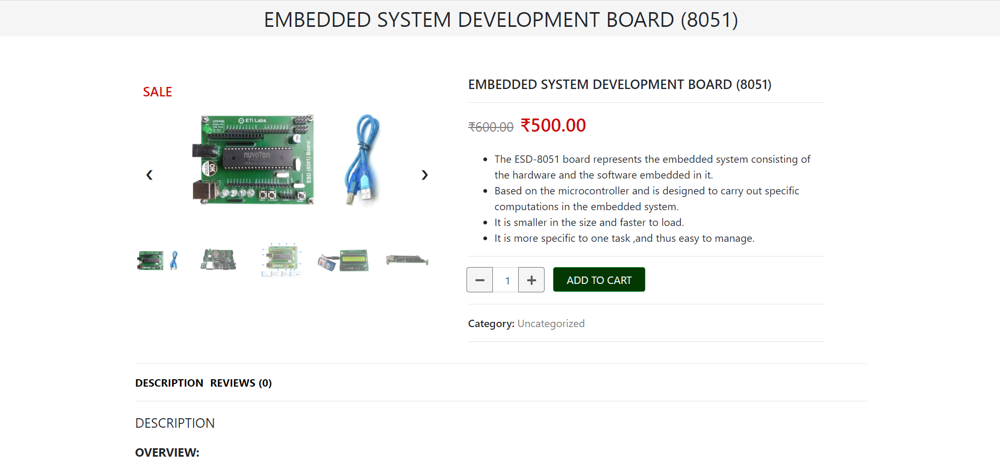 EMBEDDED SYSTEM DEVELOPMENT BOARD (8051)
SALE
ETI Labs
nuvoTon
OK
TESTED
ESD (8051) Board
EMBEDDED SYSTEM DEVELOPMENT BOARD (8051)
₹600.00 ₹500.00
The ESD-8051 board represents the embedded system consisting of
the hardware and the software embedded in it.
Based on the microcontroller and is designed to carry out specific
computations in the embedded system.
It is smaller in the size and faster to load.
It is more specific to one task ,and thus easy to manage.
1
ADD TO CART
Category: Uncategorized
DESCRIPTION REVIEWS (0)
DESCRIPTION
OVERVIEW: